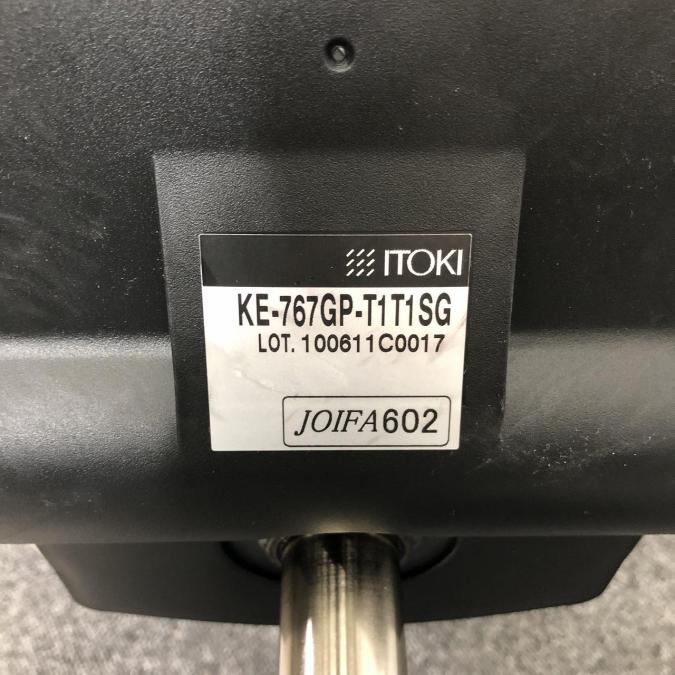 ITOKI
KE-767GP-T1T1SG
LOT. 100611C0017
JOIFA602